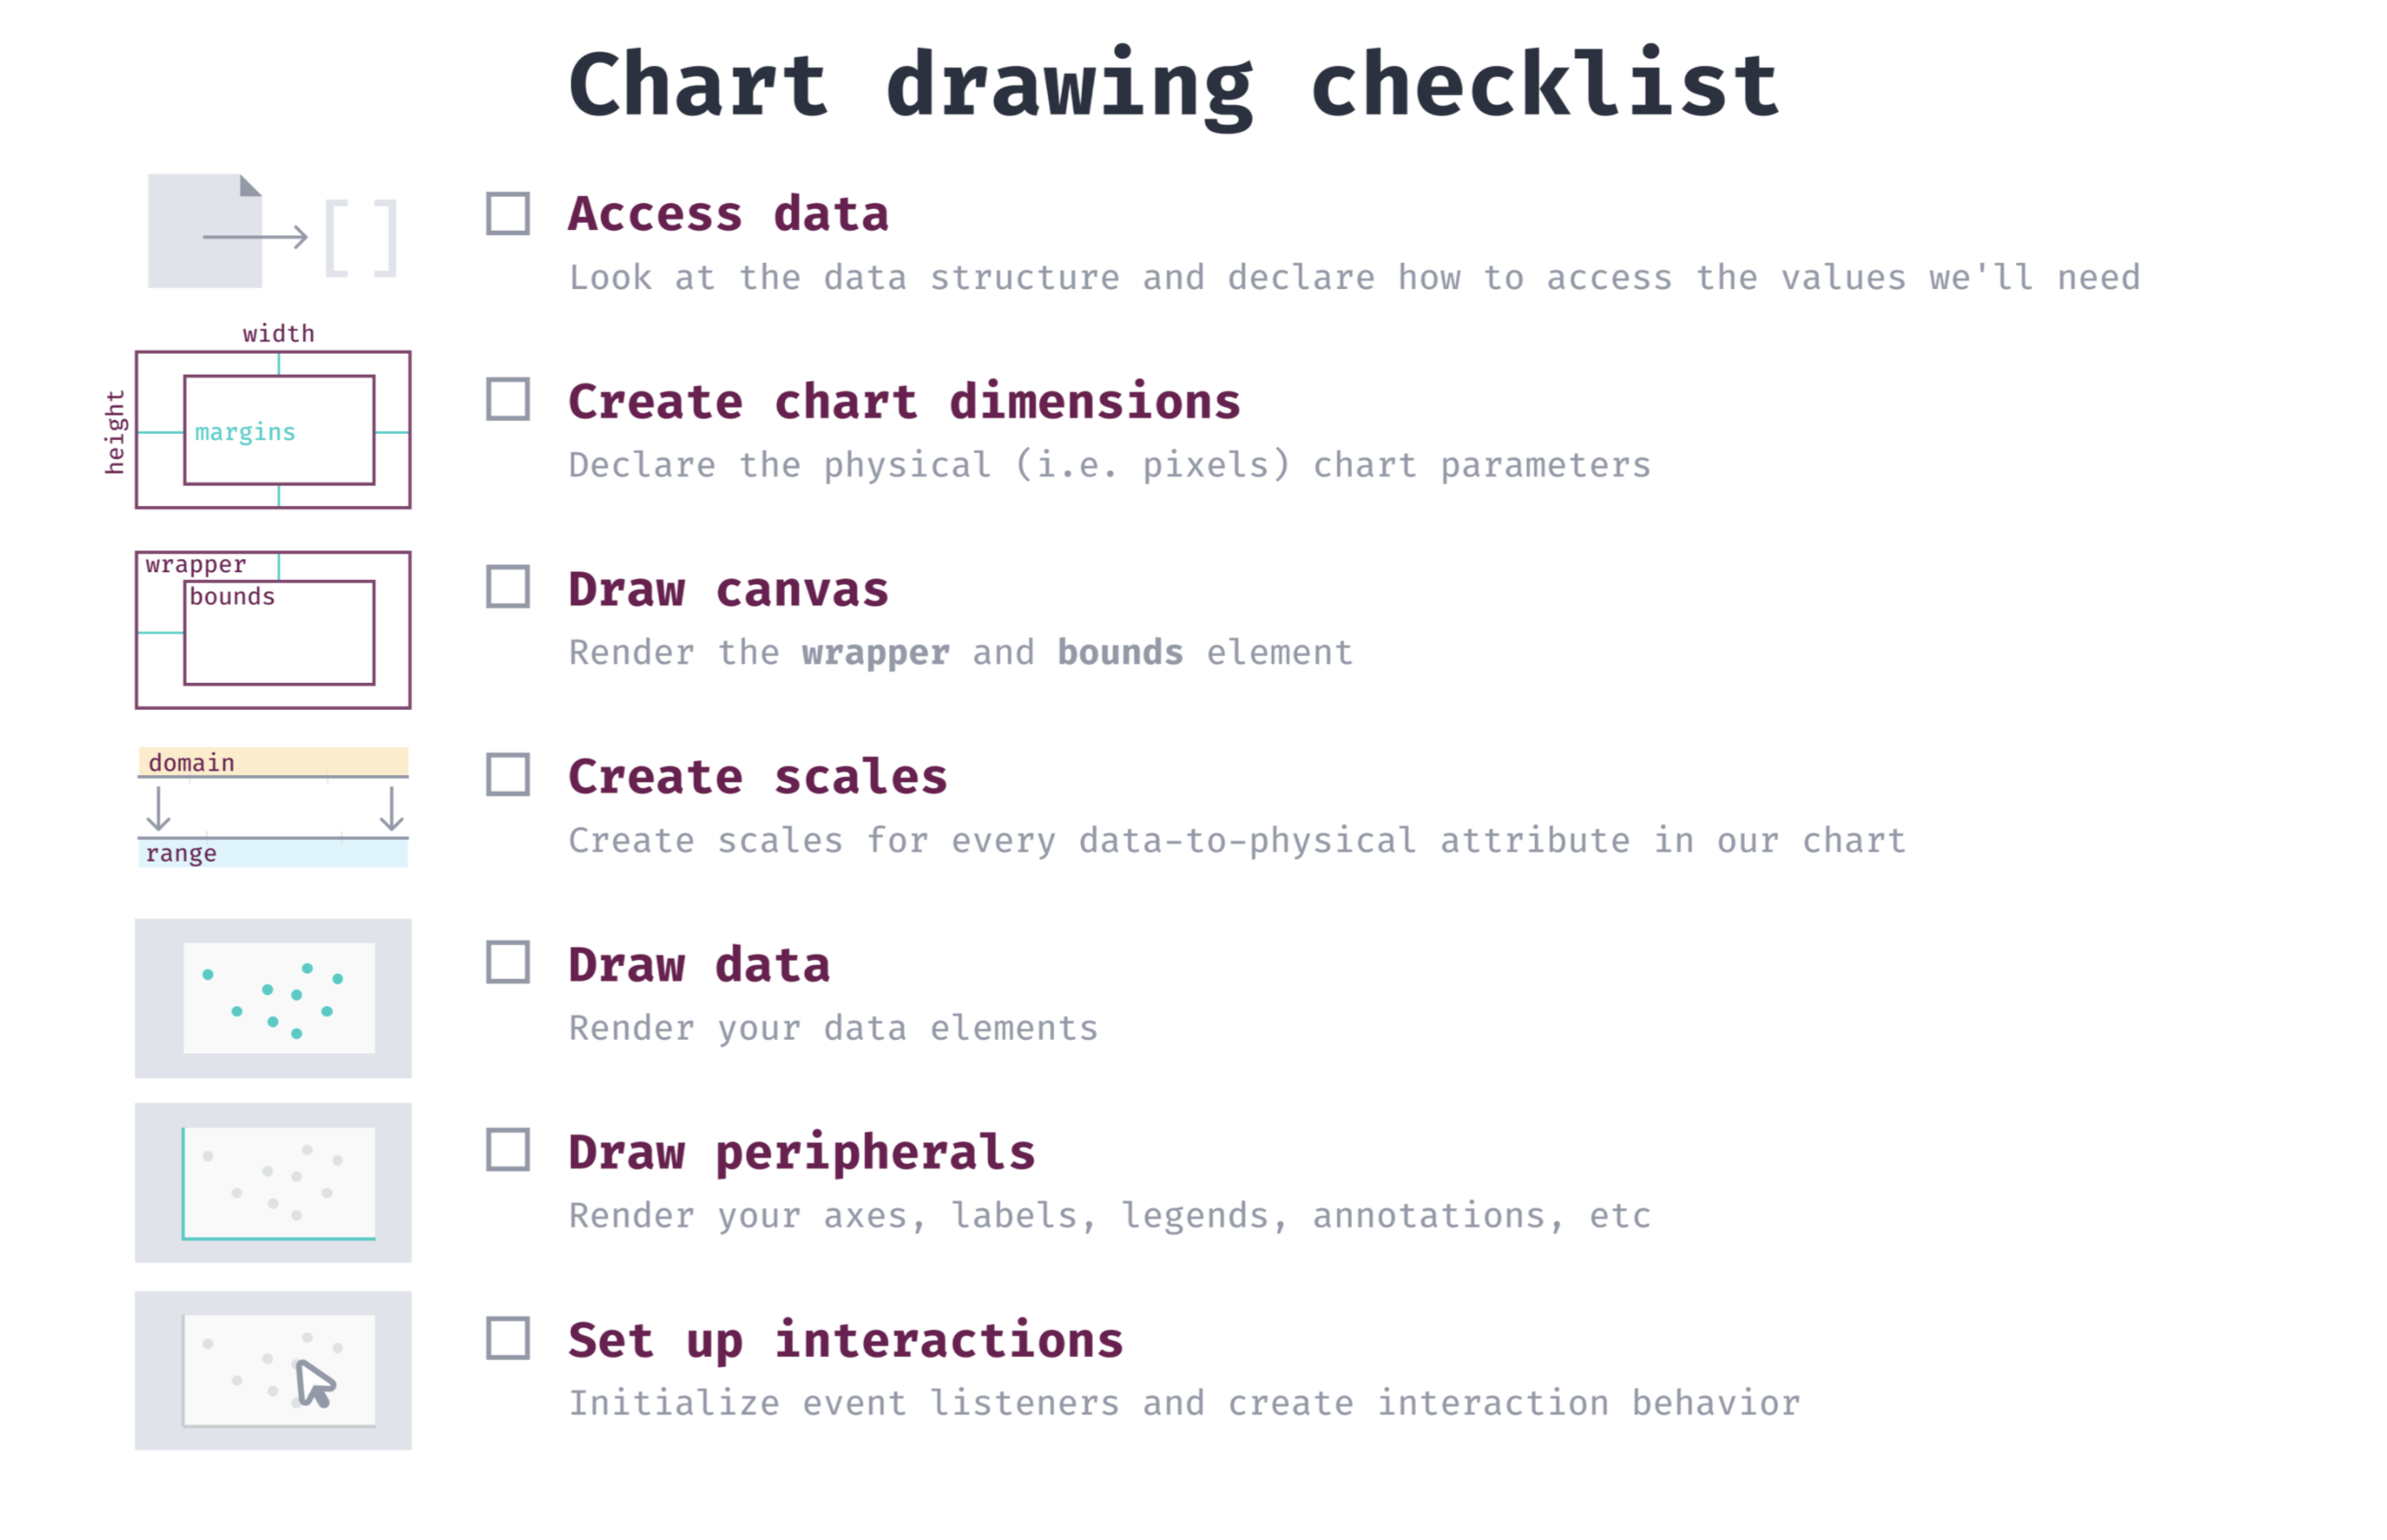 Chart drawing checklist
Access data
Look at the data structure and declare how to access the values we'll need
width
height
margins
Create chart dimensions
Declare the physical (i.e. pixels) chart parameters
wrapper
bounds
Draw canvas
Render the wrapper and bounds element
domain
range
Create scales
Create scales for every data-to-physical attribute in our chart
Draw data
Render your data elements
Draw peripherals
Render your axes, labels, legends, annotations, etc
Set up interactions
Initialize event listeners and create interaction behavior